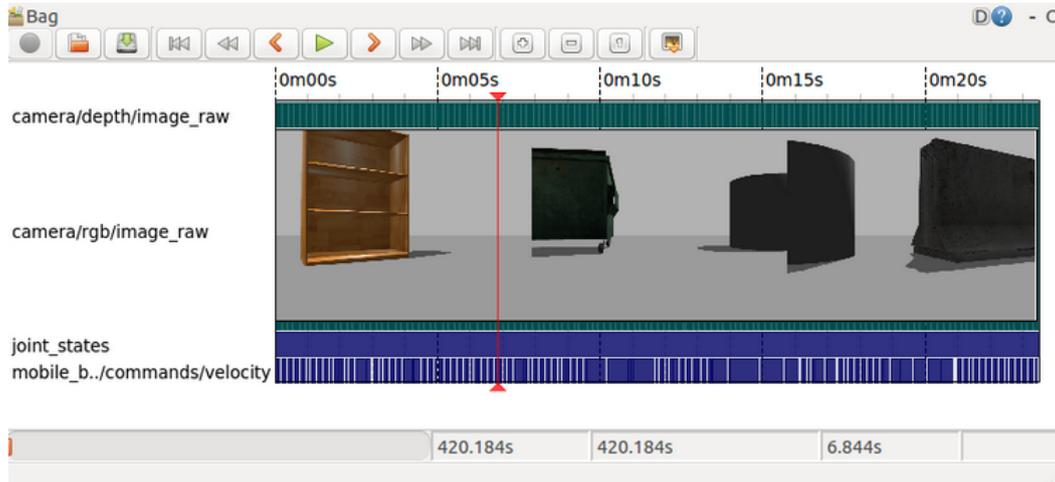 Bag
D ? - C
0m00s 0m05s 0m10s 0m15s 0m20s
camera/depth/image_raw
camera/rgb/image_raw
joint_states
mobile_b../commands/velocity
420.184s 420.184s 6.844s